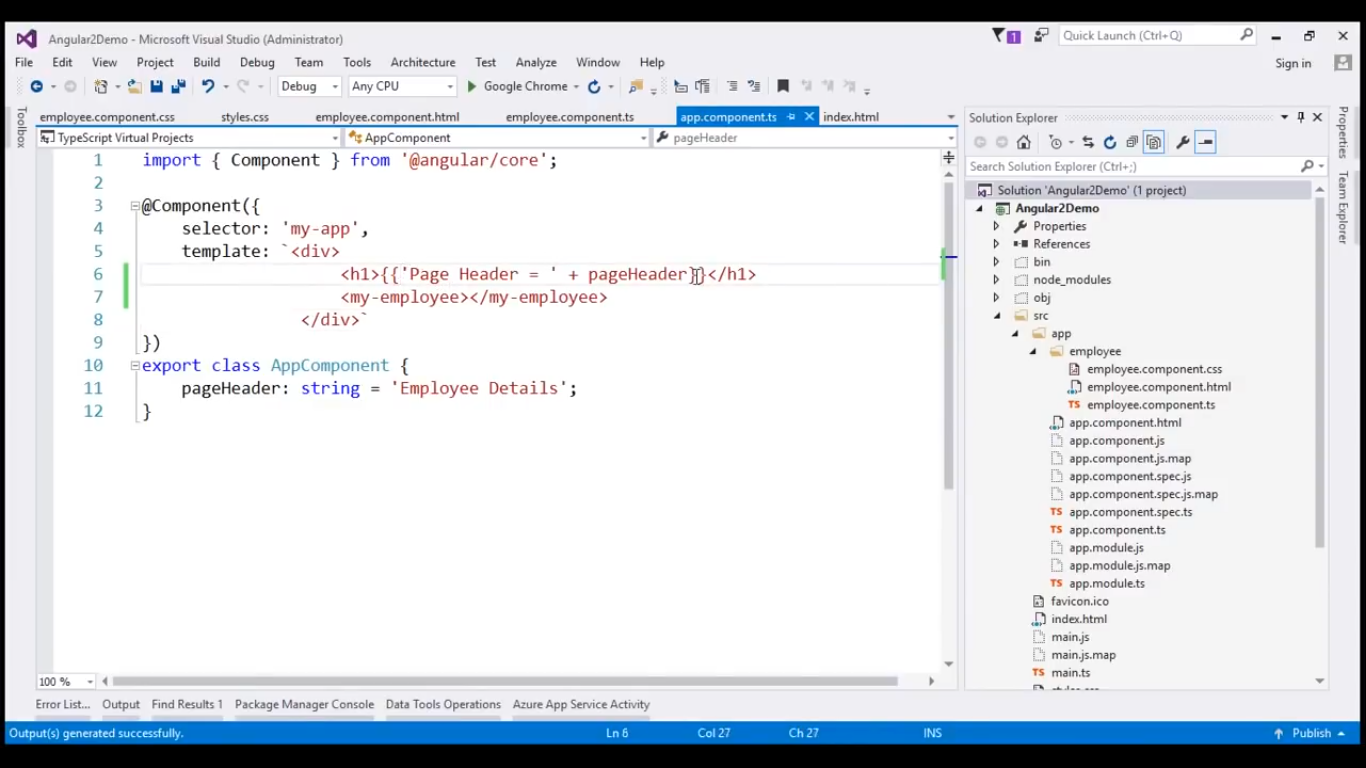 Angular2Demo - Microsoft Visual Studio (Administrator)
1
Quick Launch (Ctrl+Q)
File Edit View Project Build Debug Team Tools Architecture Test Analyze Window Help
Sign in
Debug Any CPU Google Chrome
Toolbox
employee.component.css styles.css employee.component.html employee.component.ts app.component.ts index.html
TypeScript Virtual Projects AppComponent pageHeader
1 import { Component } from '@angular/core';
2
3 @Component({
4 selector: 'my-app',
5 template: `<div>
6 <h1>{{'Page Header = ' + pageHeader}}</h1>
7 <my-employee></my-employee>
8 </div>`
9 })
10 export class AppComponent {
11 pageHeader: string = 'Employee Details';
12 }
100 %
Solution Explorer
Search Solution Explorer (Ctrl+;)
Solution 'Angular2Demo' (1 project)
Angular2Demo
Properties
References
bin
node_modules
obj
src
app
employee
employee.component.css
employee.component.html
TS employee.component.ts
app.component.html
app.component.js
app.component.js.map
app.component.spec.js
app.component.spec.js.map
TS app.component.spec.ts
TS app.component.ts
app.module.js
app.module.js.map
TS app.module.ts
favicon.ico
index.html
main.js
main.js.map
TS main.ts
Properties
Team Explorer
Error List... Output Find Results 1 Package Manager Console Data Tools Operations Azure App Service Activity
Output(s) generated successfully. Ln 6 Col 27 Ch 27 INS Publish